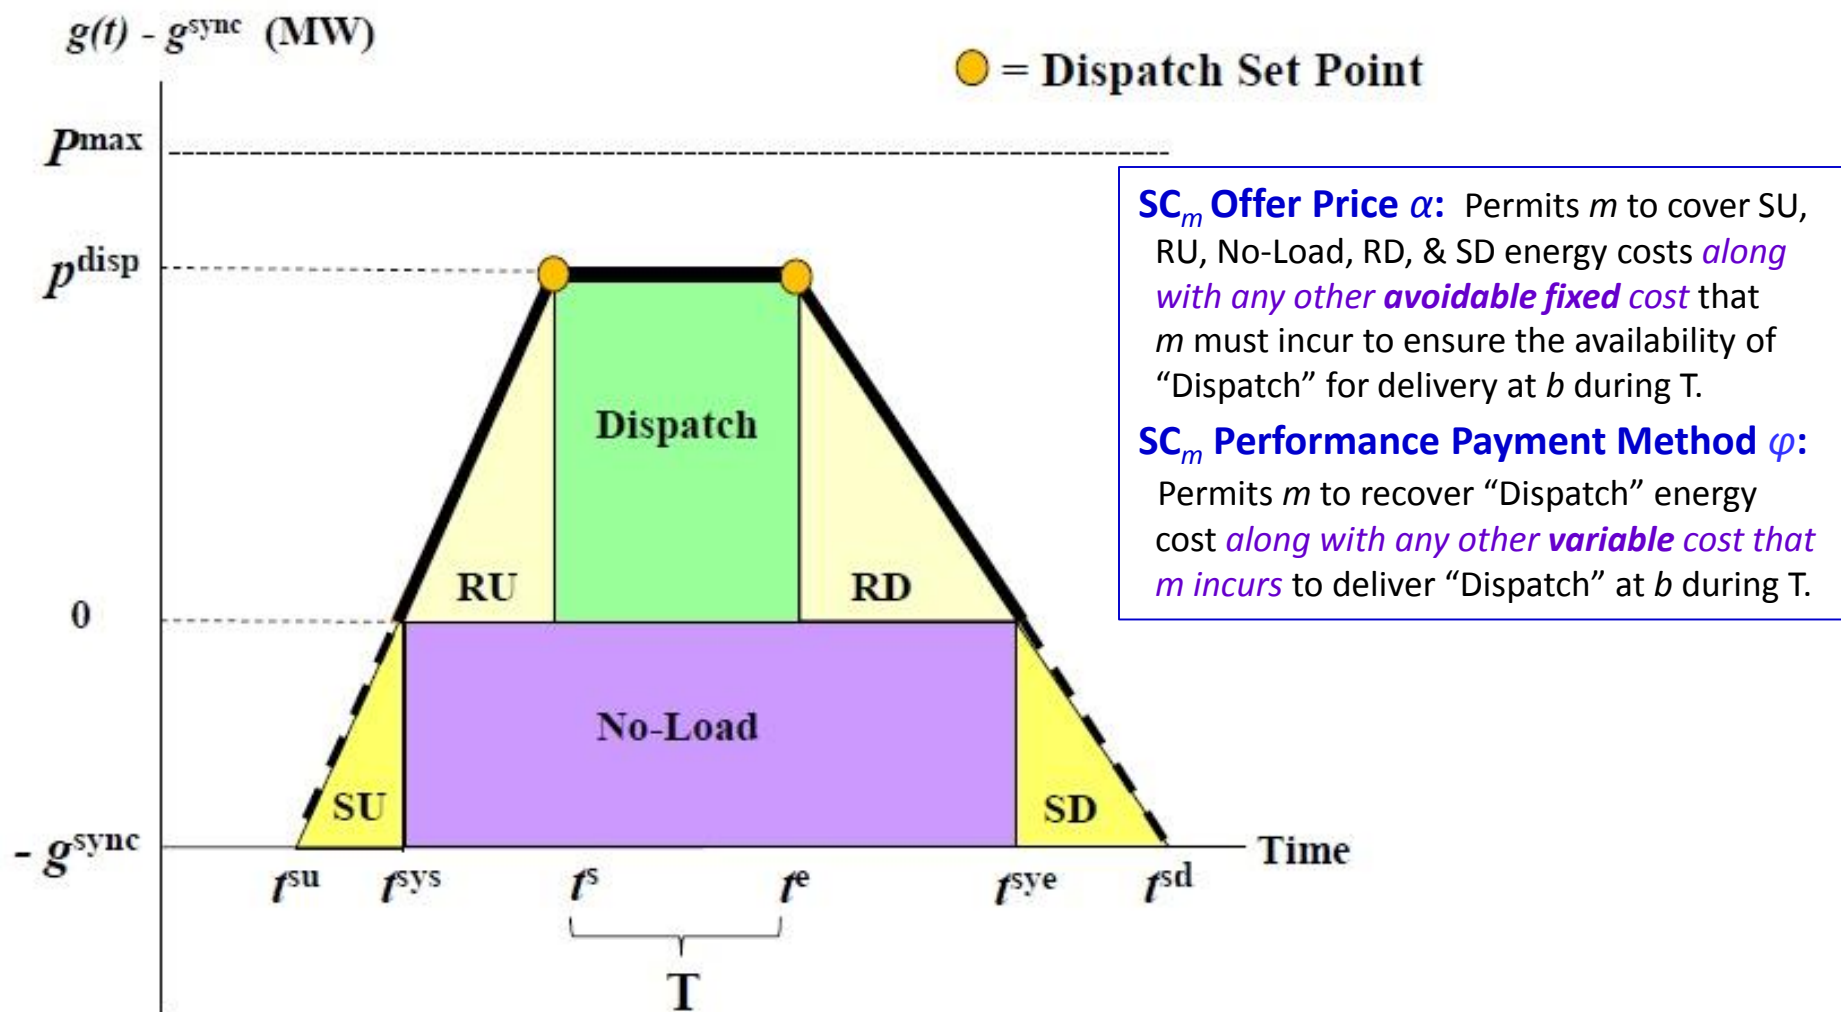 g(t) - g^sync (MW)
= Dispatch Set Point
P^max
SC_m Offer Price α: Permits m to cover SU,
RU, No-Load, RD, & SD energy costs along
with any other avoidable fixed cost that
m must incur to ensure the availability of
“Dispatch” for delivery at b during T.
SC_m Performance Payment Method φ:
Permits m to recover “Dispatch” energy
cost along with any other variable cost that
m incurs to deliver “Dispatch” at b during T.
p^disp
Dispatch
RU
RD
0
No-Load
SU
SD
- g^sync
Time
t^su t^sys t^s t^e t^sye t^sd
T